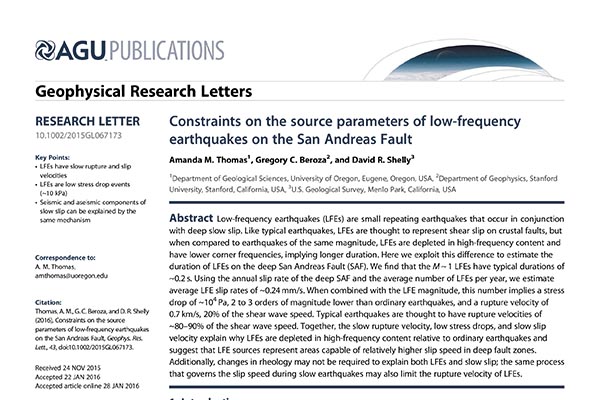 AGU PUBLICATIONS
Geophysical Research Letters
RESEARCH LETTER
10.1002/2015GL067173
Key Points:
• LFEs have slow rupture and slip
velocities
• LFEs are low stress drop events
(~10 kPa)
• Seismic and aseismic components of
slow slip can be explained by the
same mechanism
Correspondence to:
A. M. Thomas,
amthomas@uoregon.edu
Citation:
Thomas, A. M., G. C. Beroza, and D. R. Shelly
(2016), Constraints on the source
parameters of low-frequency earthquakes
on the San Andreas Fault, Geophys. Res.
Lett., 43, doi:10.1002/2015GL067173.
Received 24 NOV 2015
Accepted 22 JAN 2016
Accepted article online 28 JAN 2016
Constraints on the source parameters of low-frequency
earthquakes on the San Andreas Fault
Amanda M. Thomas¹, Gregory C. Beroza², and David R. Shelly³
¹Department of Geological Sciences, University of Oregon, Eugene, Oregon, USA, ²Department of Geophysics, Stanford
University, Stanford, California, USA, ³U.S. Geological Survey, Menlo Park, California, USA
Abstract Low-frequency earthquakes (LFEs) are small repeating earthquakes that occur in conjunction
with deep slow slip. Like typical earthquakes, LFEs are thought to represent shear slip on crustal faults, but
when compared to earthquakes of the same magnitude, LFEs are depleted in high-frequency content and
have lower corner frequencies, implying longer duration. Here we exploit this difference to estimate the
duration of LFEs on the deep San Andreas Fault (SAF). We find that the M ~ 1 LFEs have typical durations of
~0.2 s. Using the annual slip rate of the deep SAF and the average number of LFEs per year, we estimate
average LFE slip rates of ~0.24 mm/s. When combined with the LFE magnitude, this number implies a stress
drop of ~10⁴ Pa, 2 to 3 orders of magnitude lower than ordinary earthquakes, and a rupture velocity of
0.7 km/s, 20% of the shear wave speed. Typical earthquakes are thought to have rupture velocities of
~80–90% of the shear wave speed. Together, the slow rupture velocity, low stress drops, and slow slip
velocity explain why LFEs are depleted in high-frequency content relative to ordinary earthquakes and
suggest that LFE sources represent areas capable of relatively higher slip speed in deep fault zones.
Additionally, changes in rheology may not be required to explain both LFEs and slow slip; the same process
that governs the slip speed during slow earthquakes may also limit the rupture velocity of LFEs.